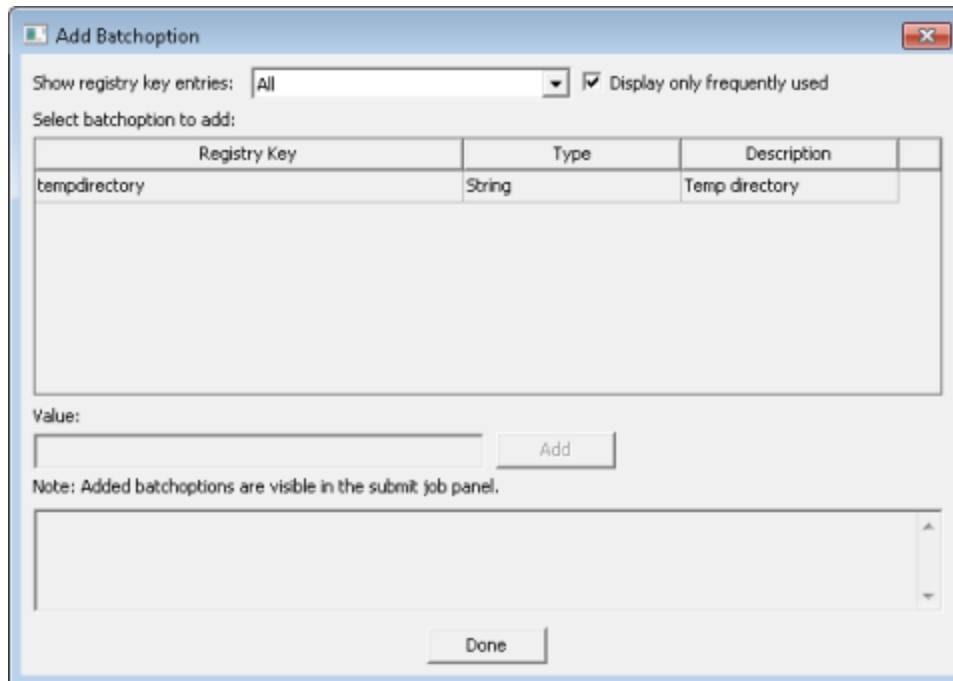 Add Batchoption
Show registry key entries: All Display only frequently used
Select batchoption to add:
Registry Key Type Description
tempdirectory String Temp directory
Value:
Add
Note: Added batchoptions are visible in the submit job panel.
Done